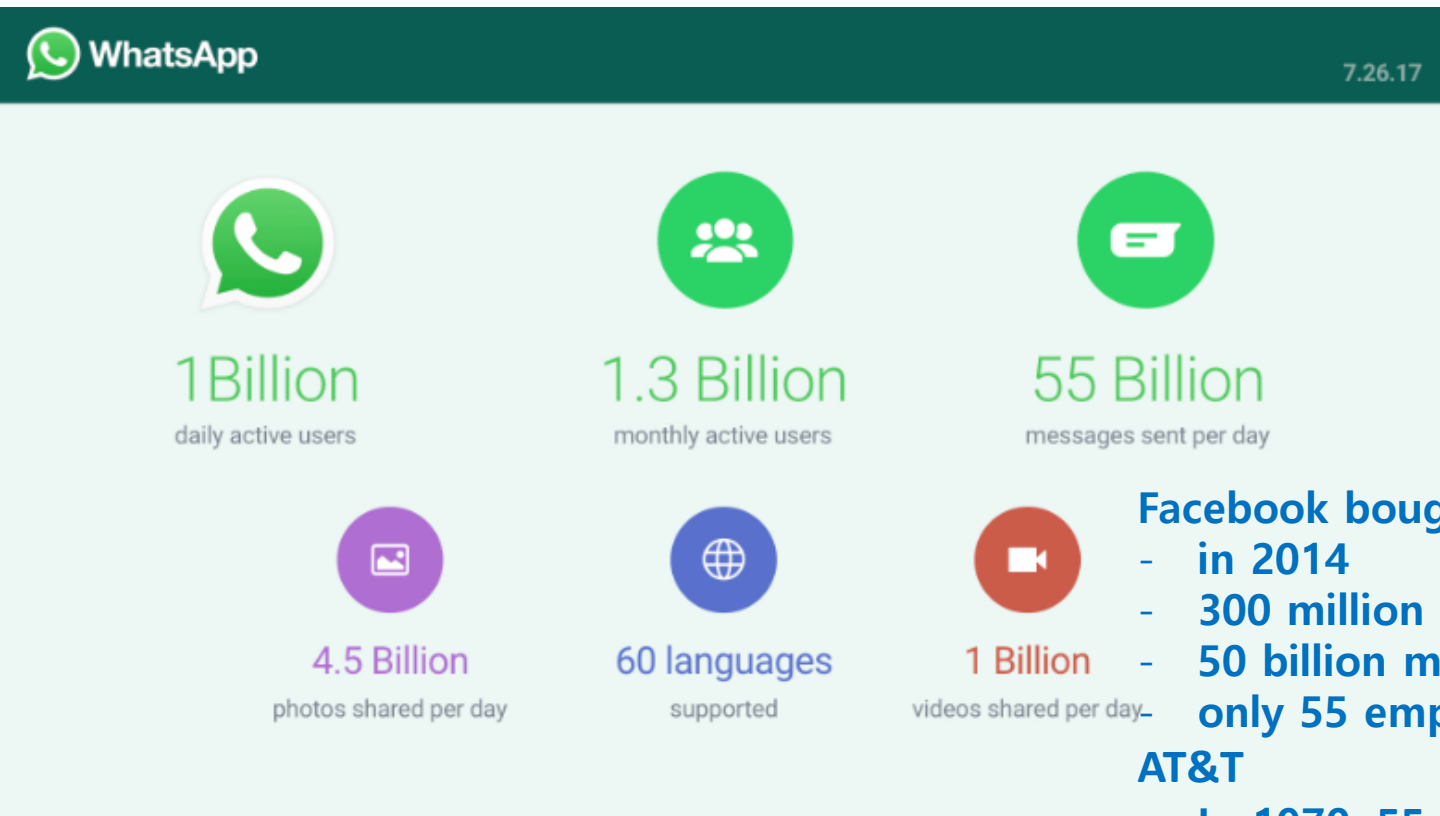 WhatsApp
7.26.17
1Billion
1.3 Billion
55 Billion
daily active users
monthly active users
messages sent per day
4.5 Billion
60 languages
1 Billion
photos shared per day
supported
videos shared per day
Facebook
- in 2014
- 300 million
- 50 billion
- only 55
AT&T